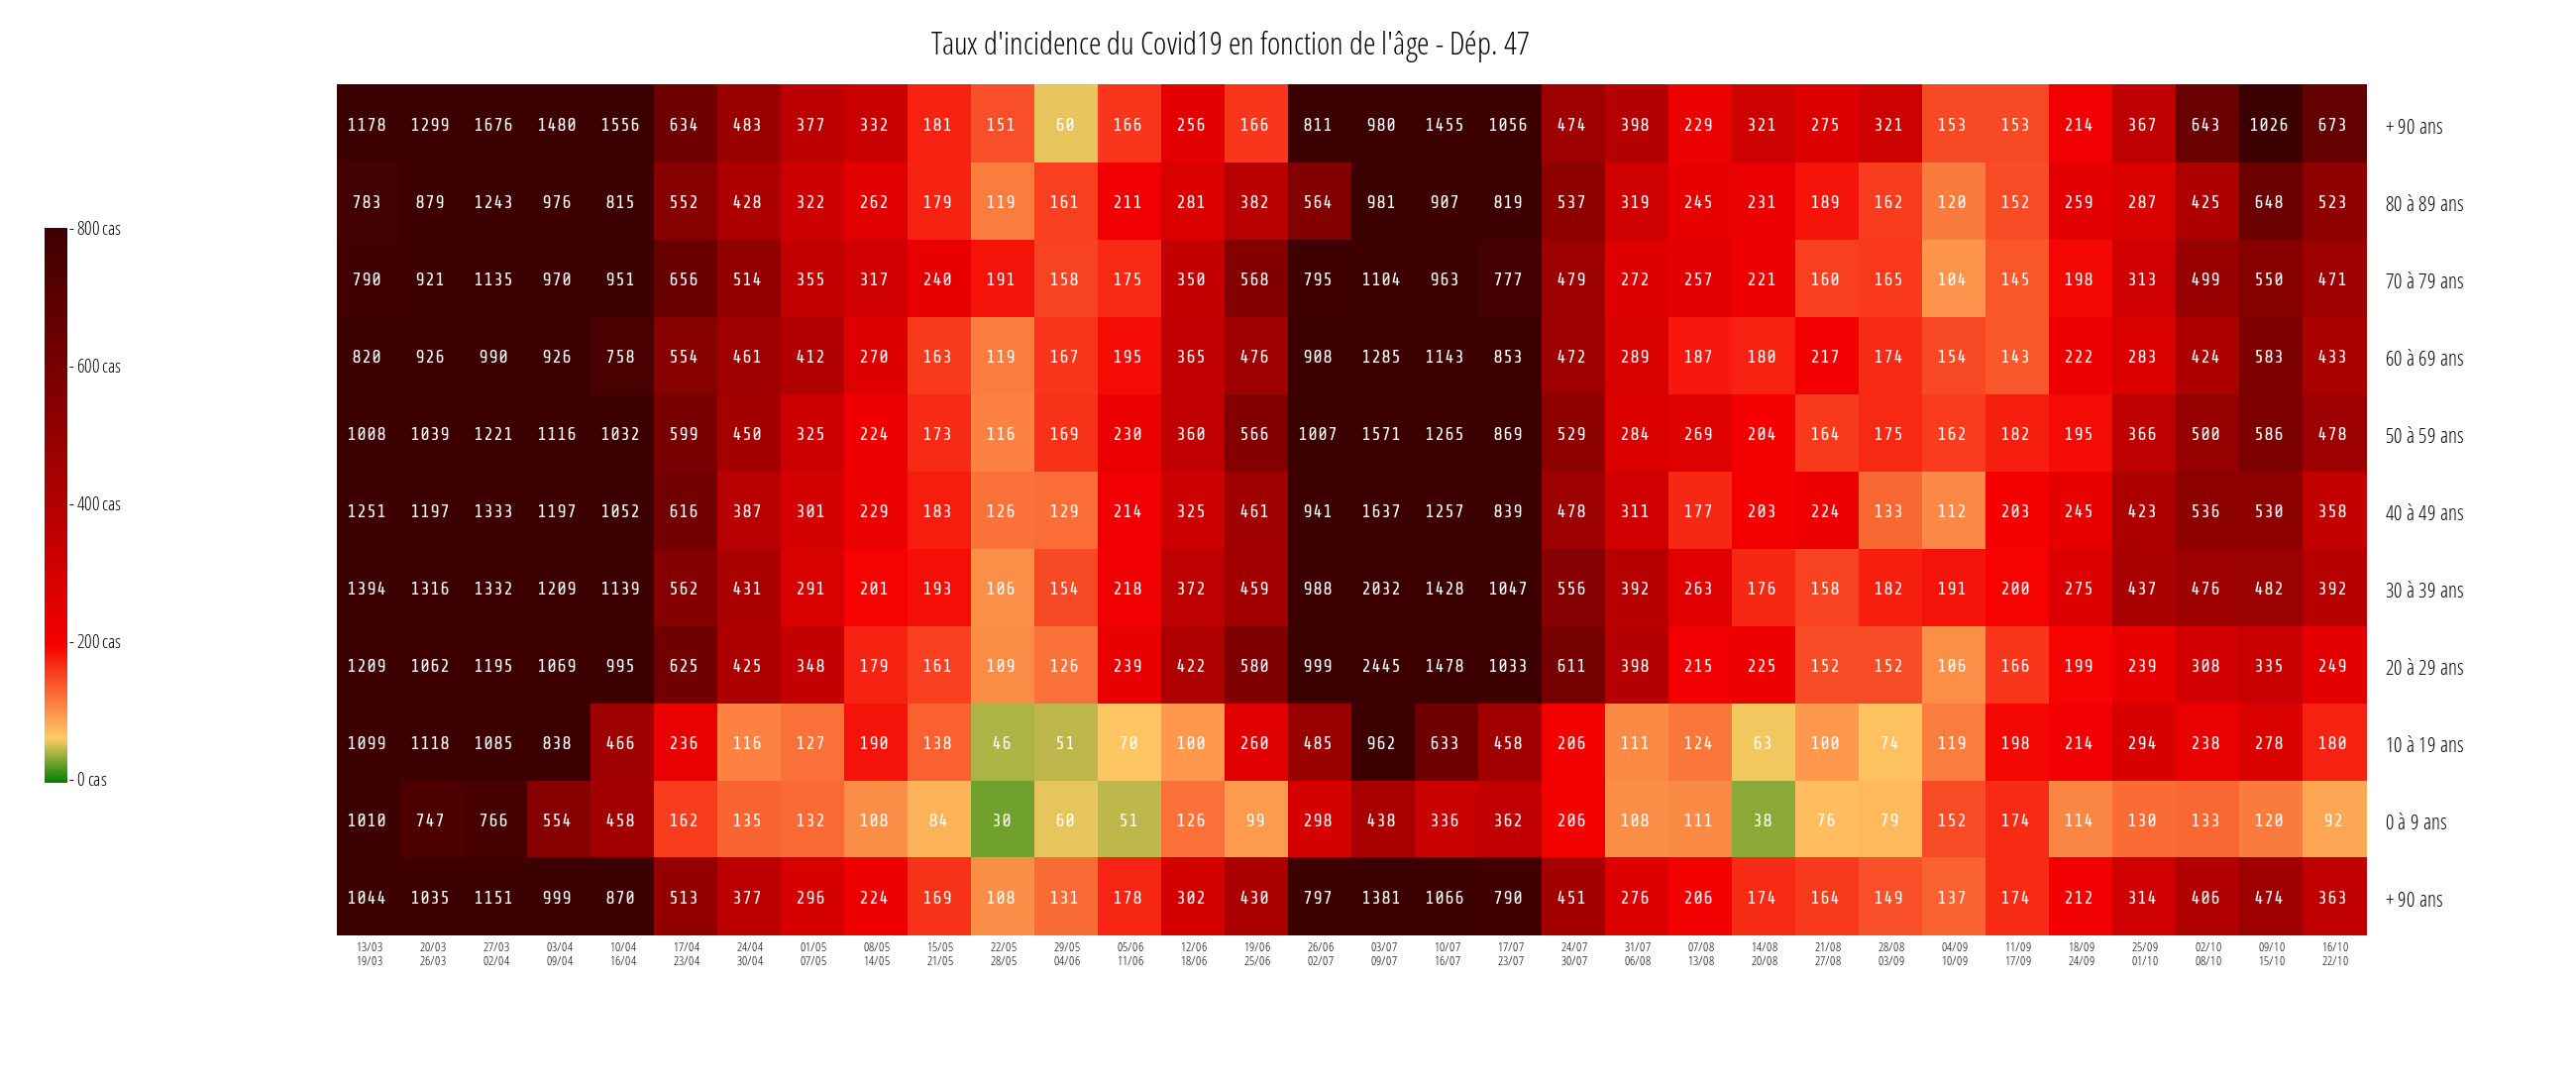 Taux d'incidence du Covid19 en fonction de l'âge - Dép. 47
- 800 cas
- 600 cas
- 400 cas
- 200 cas
- 0 cas
1178 1299 1676 1480 1556 634 483 377 332 181 151 60 166 256 166 811 980 1455 1056 474 398 229 321 275 321 153 153 214 367 643 1026 673 + 90 ans
783 879 1243 976 815 552 428 322 262 179 119 161 211 281 382 564 981 907 819 537 319 245 231 189 162 120 152 259 287 425 648 523 80 à 89 ans
790 921 1135 970 951 656 514 355 317 240 191 158 175 350 568 795 1104 963 777 479 272 257 221 160 165 104 145 198 313 499 550 471 70 à 79 ans
820 926 990 926 758 554 461 412 270 163 119 167 195 365 476 908 1285 1143 853 472 289 187 180 217 174 154 143 222 283 424 583 433 60 à 69 ans
1008 1039 1221 1116 1032 599 450 325 224 173 116 169 230 360 566 1007 1571 1265 869 529 284 269 204 164 175 162 182 195 366 500 586 478 50 à 59 ans
1251 1197 1333 1197 1052 616 387 301 229 183 126 129 214 325 461 941 1637 1257 839 478 311 177 203 224 133 112 203 245 423 536 530 358 40 à 49 ans
1394 1316 1332 1209 1139 562 431 291 201 193 106 154 218 372 459 988 2032 1428 1047 556 392 263 176 158 182 191 200 275 437 476 482 392 30 à 39 ans
1209 1062 1195 1069 995 625 425 348 179 161 109 126 239 422 580 999 2445 1478 1033 611 398 215 225 152 152 106 166 199 239 308 335 249 20 à 29 ans
1099 1118 1085 838 466 236 116 127 190 138 46 51 70 100 260 485 962 633 458 206 111 124 63 100 74 119 198 214 294 238 278 180 10 à 19 ans
1010 747 766 554 458 162 135 132 108 84 30 60 51 126 99 298 438 336 362 206 108 111 38 76 79 152 174 114 130 133 120 92 0 à 9 ans
1044 1035 1151 999 870 513 377 296 224 169 108 131 178 302 430 797 1381 1066 790 451 276 206 174 164 149 137 174 212 314 406 474 363 + 90 ans
13/03 20/03 27/03 03/04 10/04 17/04 24/04 01/05 08/05 15/05 22/05 29/05 05/06 12/06 19/06 26/06 03/07 10/07 17/07 24/07 31/07 07/08 14/08 21/08 28/08 04/09 11/09 18/09 25/09 02/10 09/10 16/10
19/03 26/03 02/04 09/04 16/04 23/04 30/04 07/05 14/05 21/05 28/05 04/06 11/06 18/06 25/06 02/07 09/07 16/07 23/07 30/07 06/08 13/08 20/08 27/08 03/09 10/09 17/09 24/09 01/10 08/10 15/10 22/10